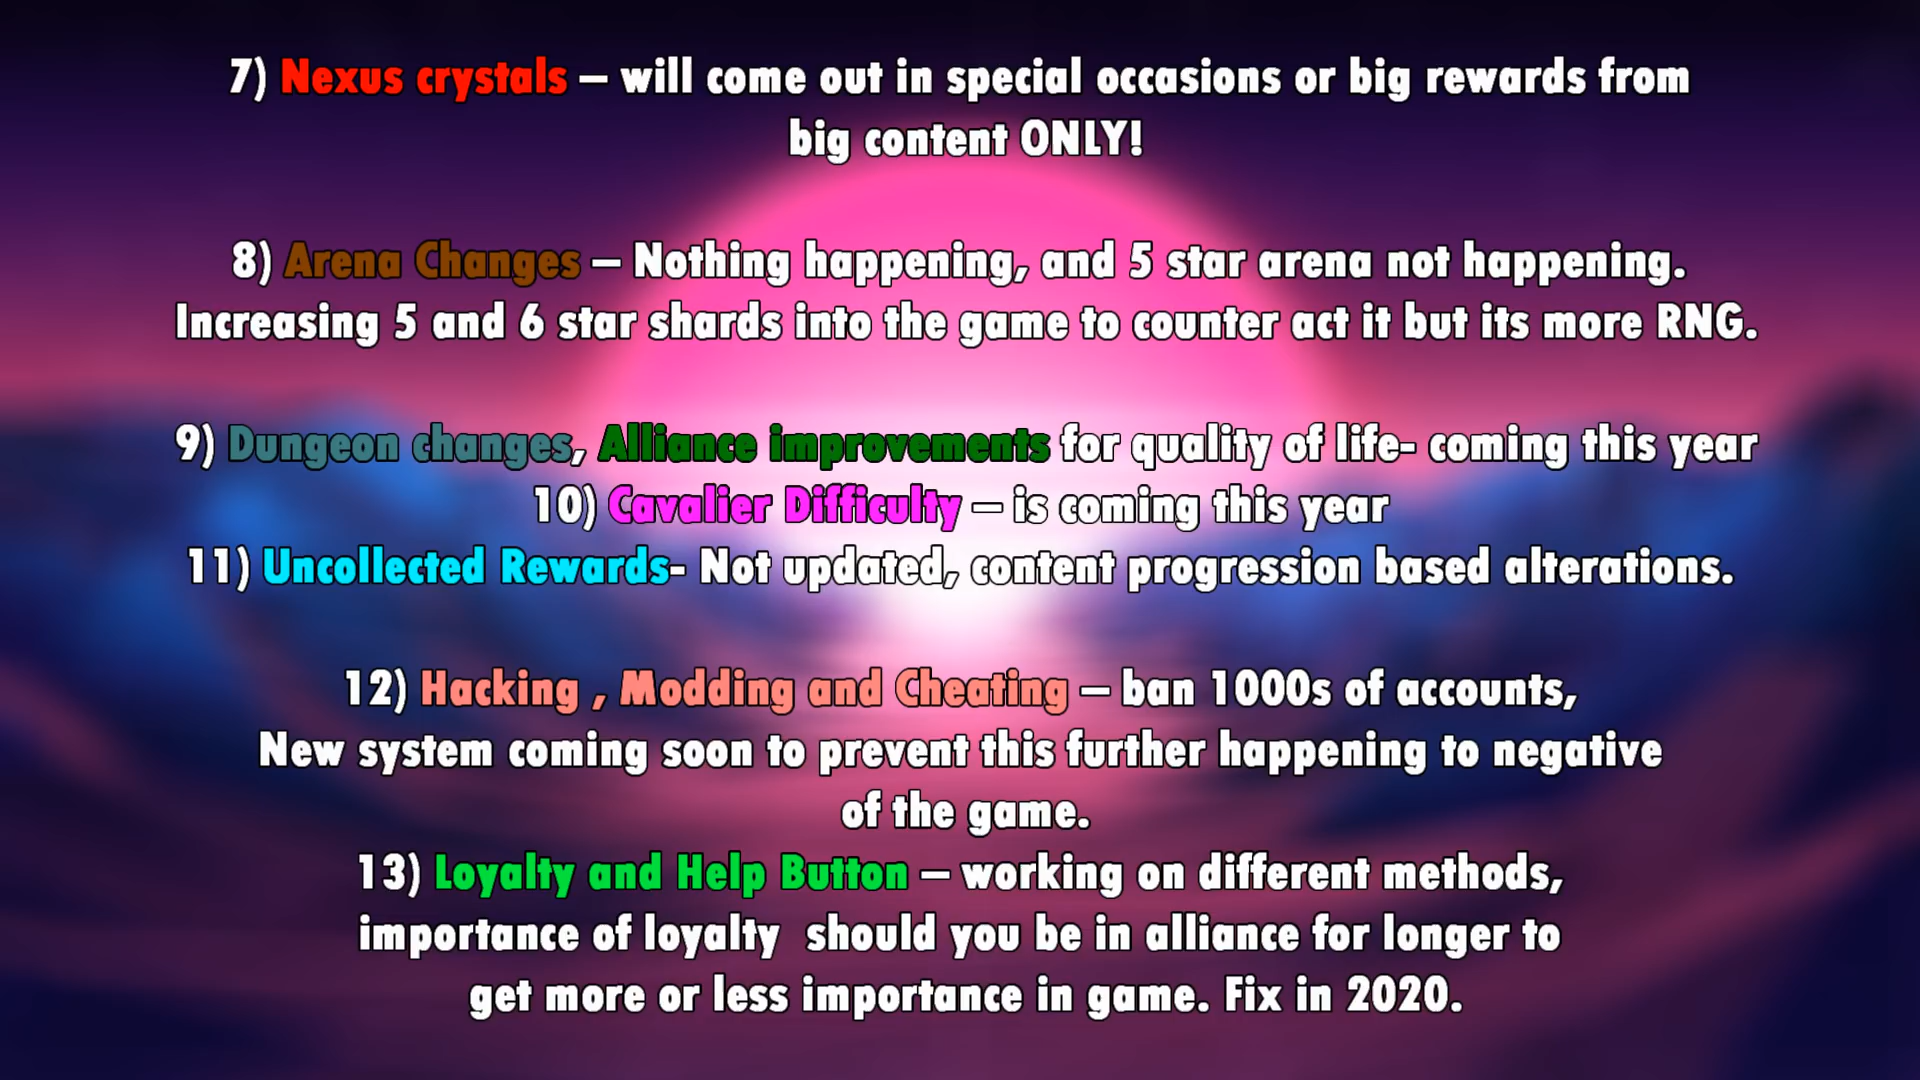 7) Nexus crystals – will come out in special occasions or big rewards from
big content ONLY!
8) Arena Changes – Nothing happening, and 5 star arena not happening.
Increasing 5 and 6 star shards into the game to counter act it but its more RNG.
9) Dungeon changes, Alliance improvements for quality of life- coming this year
10) Cavalier Difficulty – is coming this year
11) Uncollected Rewards- Not updated, content progression based alterations.
12) Hacking , Modding and Cheating – ban 1000s of accounts,
New system coming soon to prevent this further happening to negative
of the game.
13) Loyalty and Help Button – working on different methods,
importance of loyalty  should you be in alliance for longer to
get more or less importance in game. Fix in 2020.